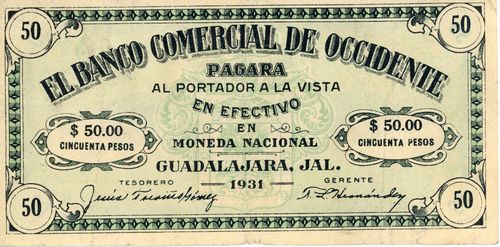 50 50
EL BANCO COMERCIAL DE OCCIDENTE
PAGARA
AL PORTADOR A LA VISTA
EN EFECTIVO
EN
MONEDA NACIONAL
$ 50.00
CINCUENTA PESOS
$ 50.00
CINCUENTA PESOS
GUADALAJARA, JAL.
TESORERO
1931
GERENTE
Hernández
50 50